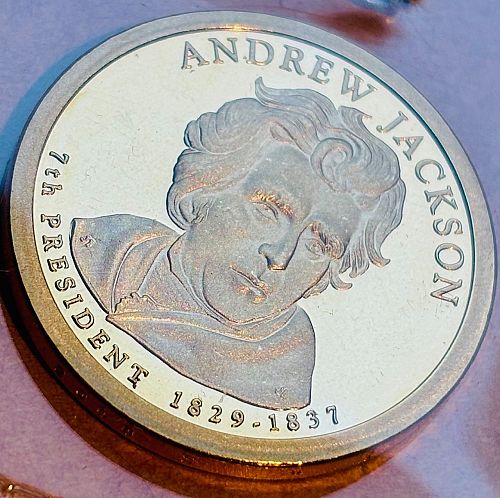 ANDREW JACKSON
7th PRESIDENT 1829-1837